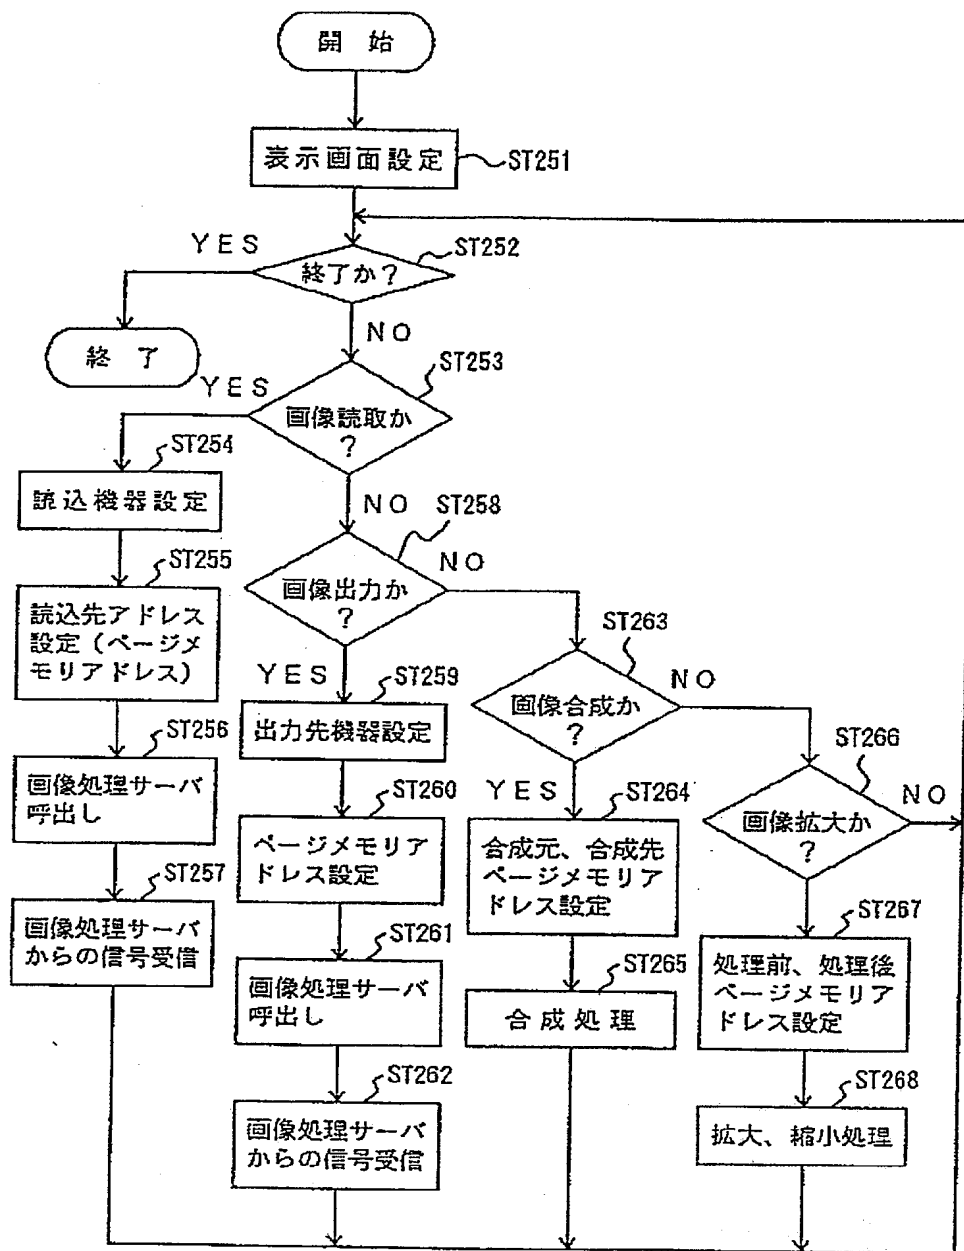 開始
表示画面設定
ST251
YES
終了か?
ST252
終了
NO
YES
画像読取か
?
ST253
ST254
読込機器設定
NO
ST258
ST255
画像出力か
?
NO
読込先アドレス
設定(ページメ
モリアドレス)
YES
ST259
ST263
画像合成か
?
NO
出力先機器設定
ST256
画像処理サーバ
呼出し
ST260
ページメモリア
ドレス設定
YES
ST264
合成元、合成先
ページメモリア
ドレス設定
ST266
画像拡大か
?
NO
ST257
画像処理サーバ
からの信号受信
ST261
画像処理サーバ
呼出し
ST265
合成処理
YES
ST267
処理前、処理後
ページメモリア
ドレス設定
ST262
画像処理サーバ
からの信号受信
ST268
拡大、縮小処理